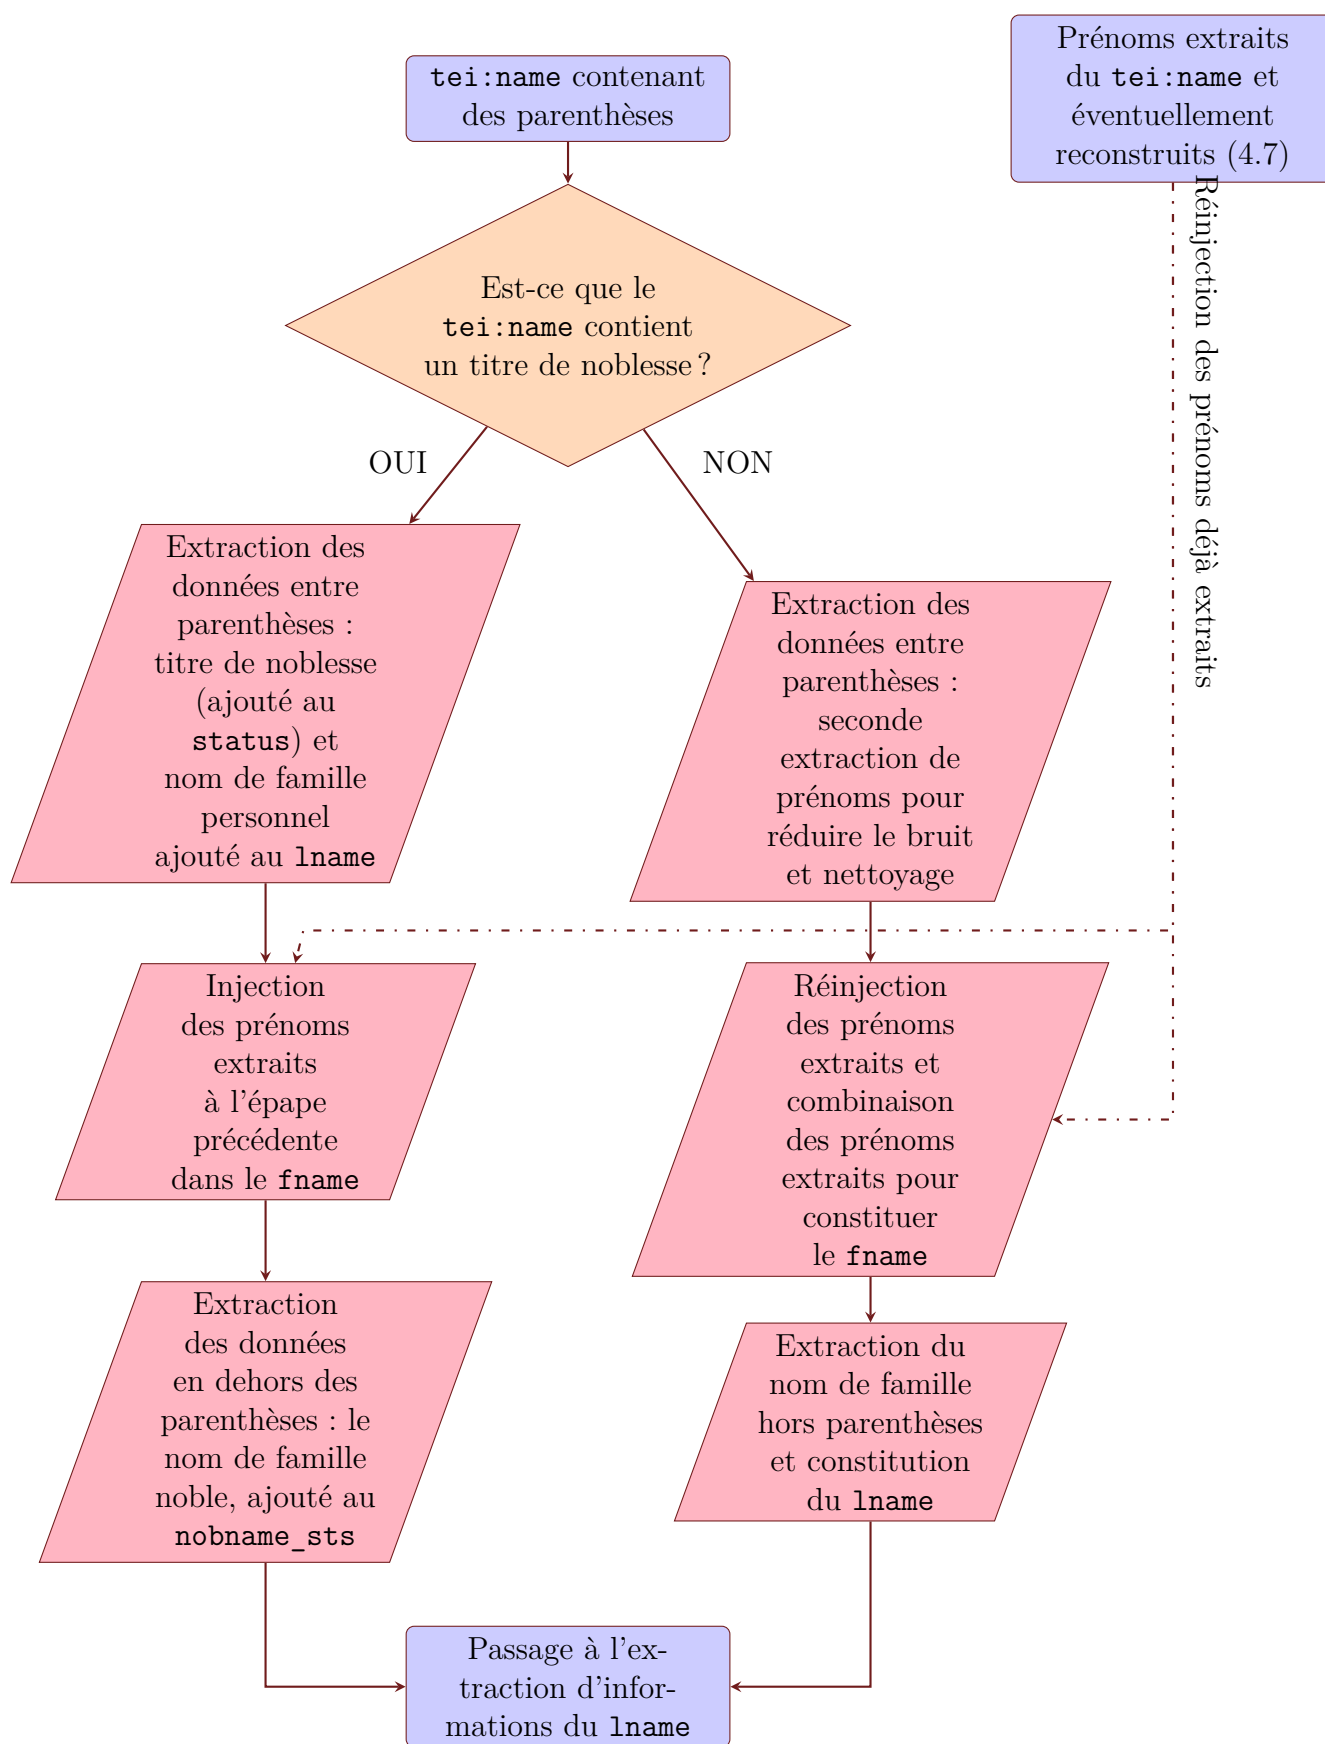 tei:name contenant
des parenthèses
Prénoms extraits
du tei:name et
éventuellement
reconstruits (4.7)
Réinjection des prénoms déjà extraits
Est-ce que le
tei:name contient
un titre de noblesse ?
OUI
NON
Extraction des
données entre
parenthèses :
titre de noblesse
(ajouté au
status) et
nom de famille
personnel
ajouté au lname
Extraction des
données entre
parenthèses :
seconde
extraction de
prénoms pour
réduire le bruit
et nettoyage
Injection
des prénoms
extraits
à l'épape
précédente
dans le fname
Réinjection
des prénoms
extraits et
combinaison
des prénoms
extraits pour
constituer
le fname
Extraction
des données
en dehors des
parenthèses : le
nom de famille
noble, ajouté au
nobname_sts
Extraction du
nom de famille
hors parenthèses
et constitution
du lname
Passage à l'ex-
traction d'infor-
mations du lname